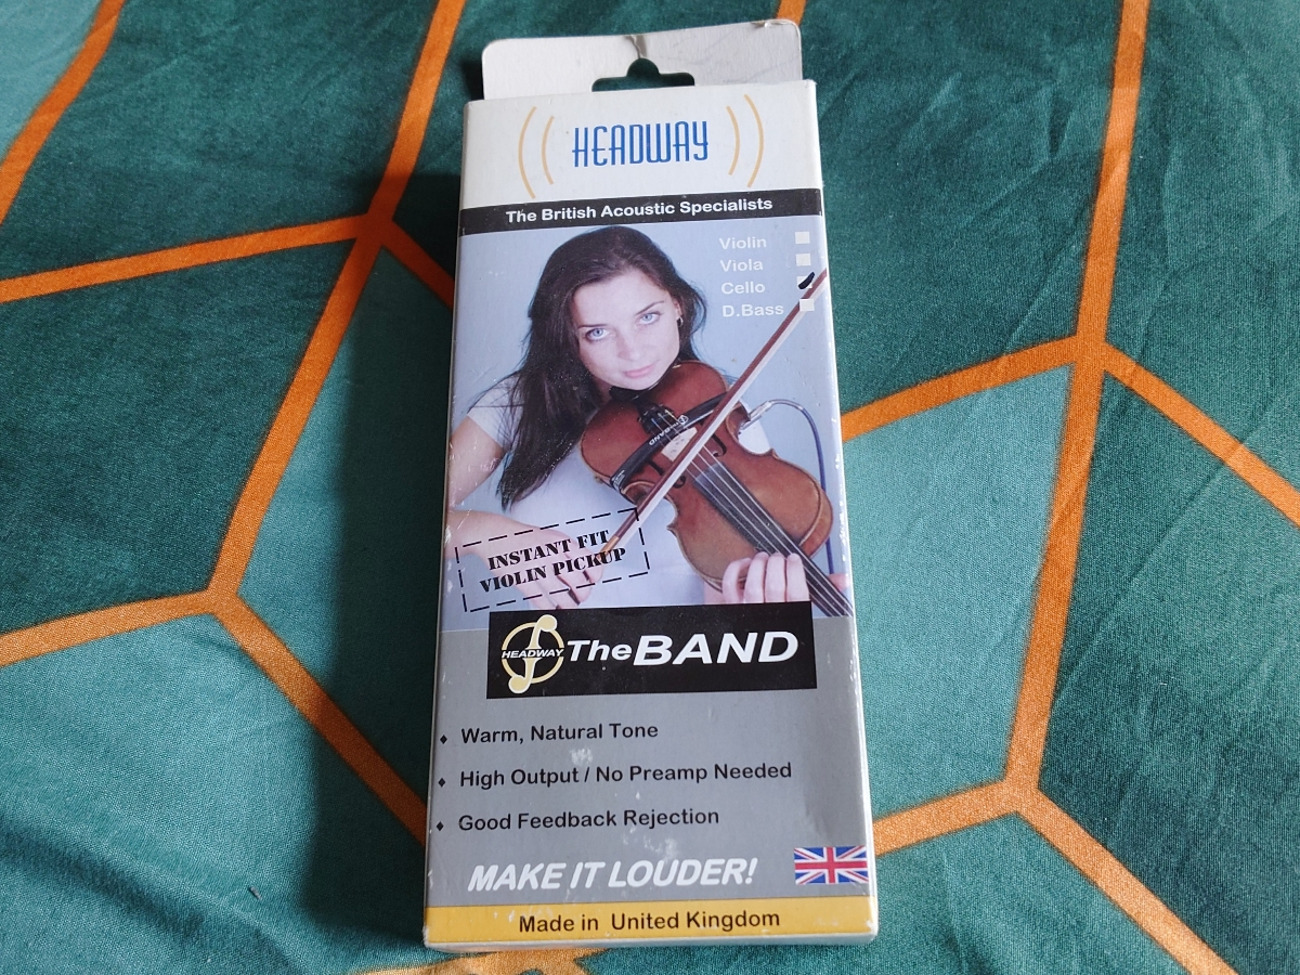 HEADWAY
The British Acoustic Specialists
Violin
Viola
Cello
D.Bass
INSTANT FIT
VIOLIN PICKUP
HEADWAY
The BAND
Warm, Natural Tone
High Output / No Preamp Needed
Good Feedback Rejection
MAKE IT LOUDER!
Made in United Kingdom